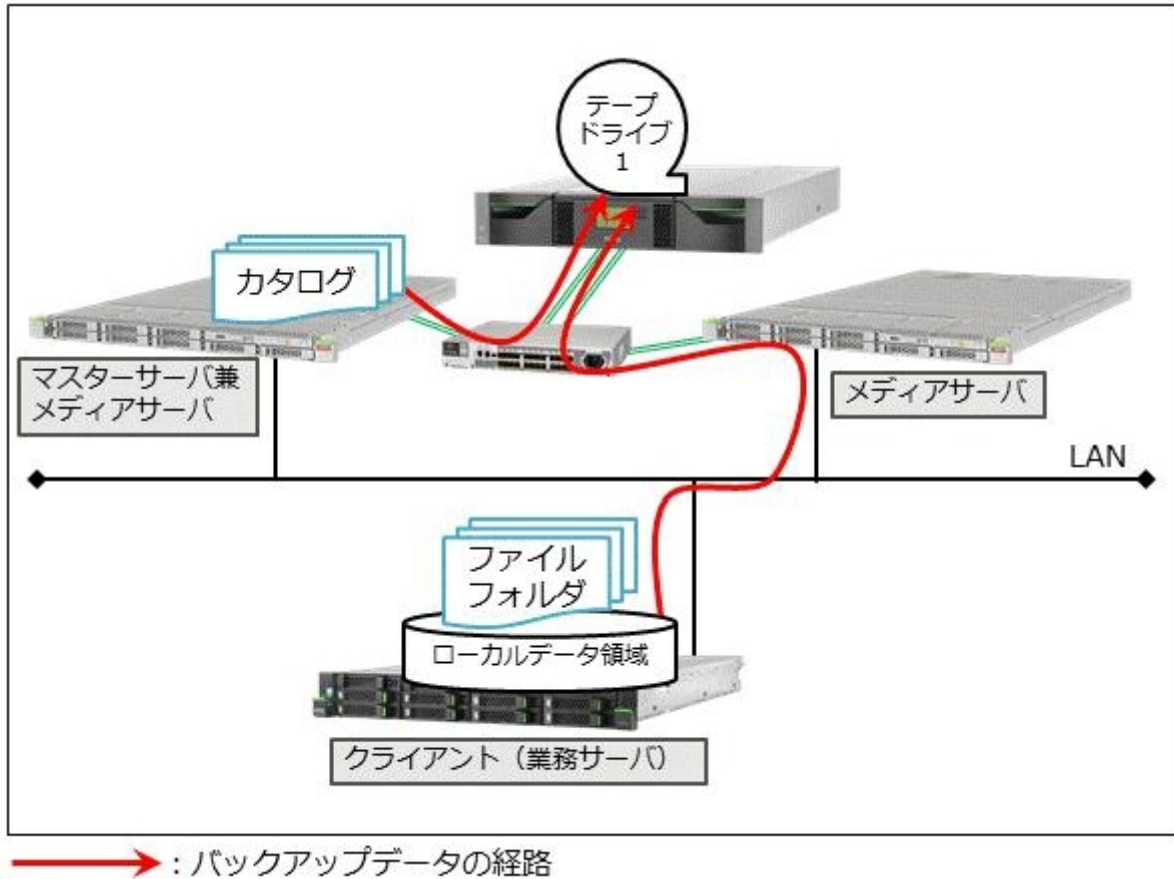 テープ
ドライブ
1
カタログ
マスターサーバ兼
メディアサーバ
メディアサーバ
LAN
ファイル
フォルダ
ローカルデータ領域
クライアント（業務サーバ）
：バックアップデータの経路